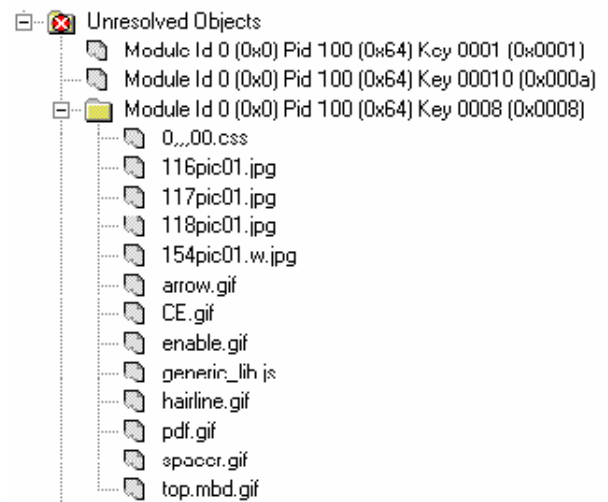 Unresolved Objects
Module Id 0 (0x0) Pid 100 (0x64) Key 0001 (0x0001)
Module Id 0 (0x0) Pid 100 (0x64) Key 00010 (0x000a)
Module Id 0 (0x0) Pid 100 (0x64) Key 0008 (0x0008)
0,,,00.css
116pic01.jpg
117pic01.jpg
118pic01.jpg
154pic01.w.jpg
arrow.gif
CE.gif
enable.gif
generic_lib.js
hairline.gif
pdf.gif
spacer.gif
top.mbd.gif